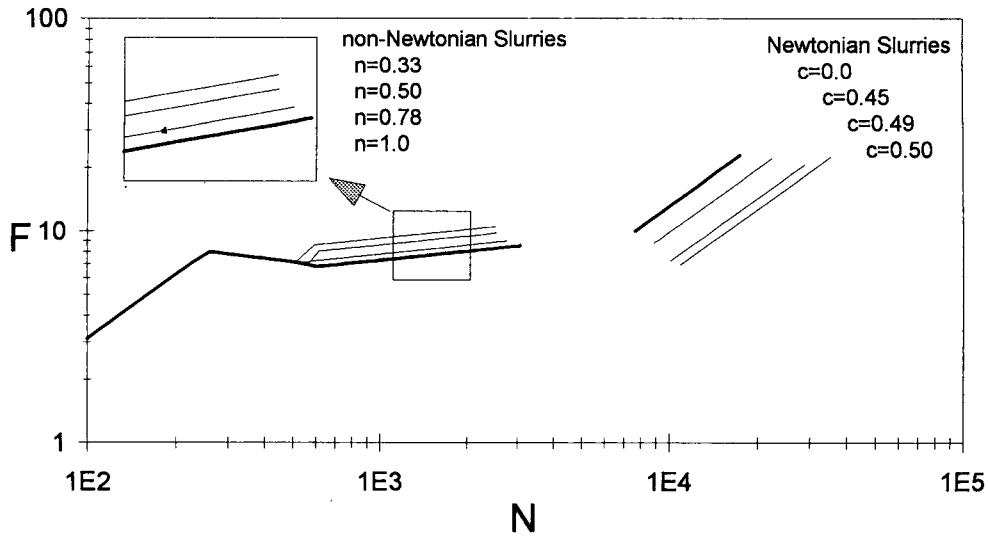 100
non-Newtonian Slurries
n=0.33
n=0.50
n=0.78
n=1.0
Newtonian Slurries
c=0.0
c=0.45
c=0.49
c=0.50
F
10
1
1E2
1E3
1E4
1E5
N